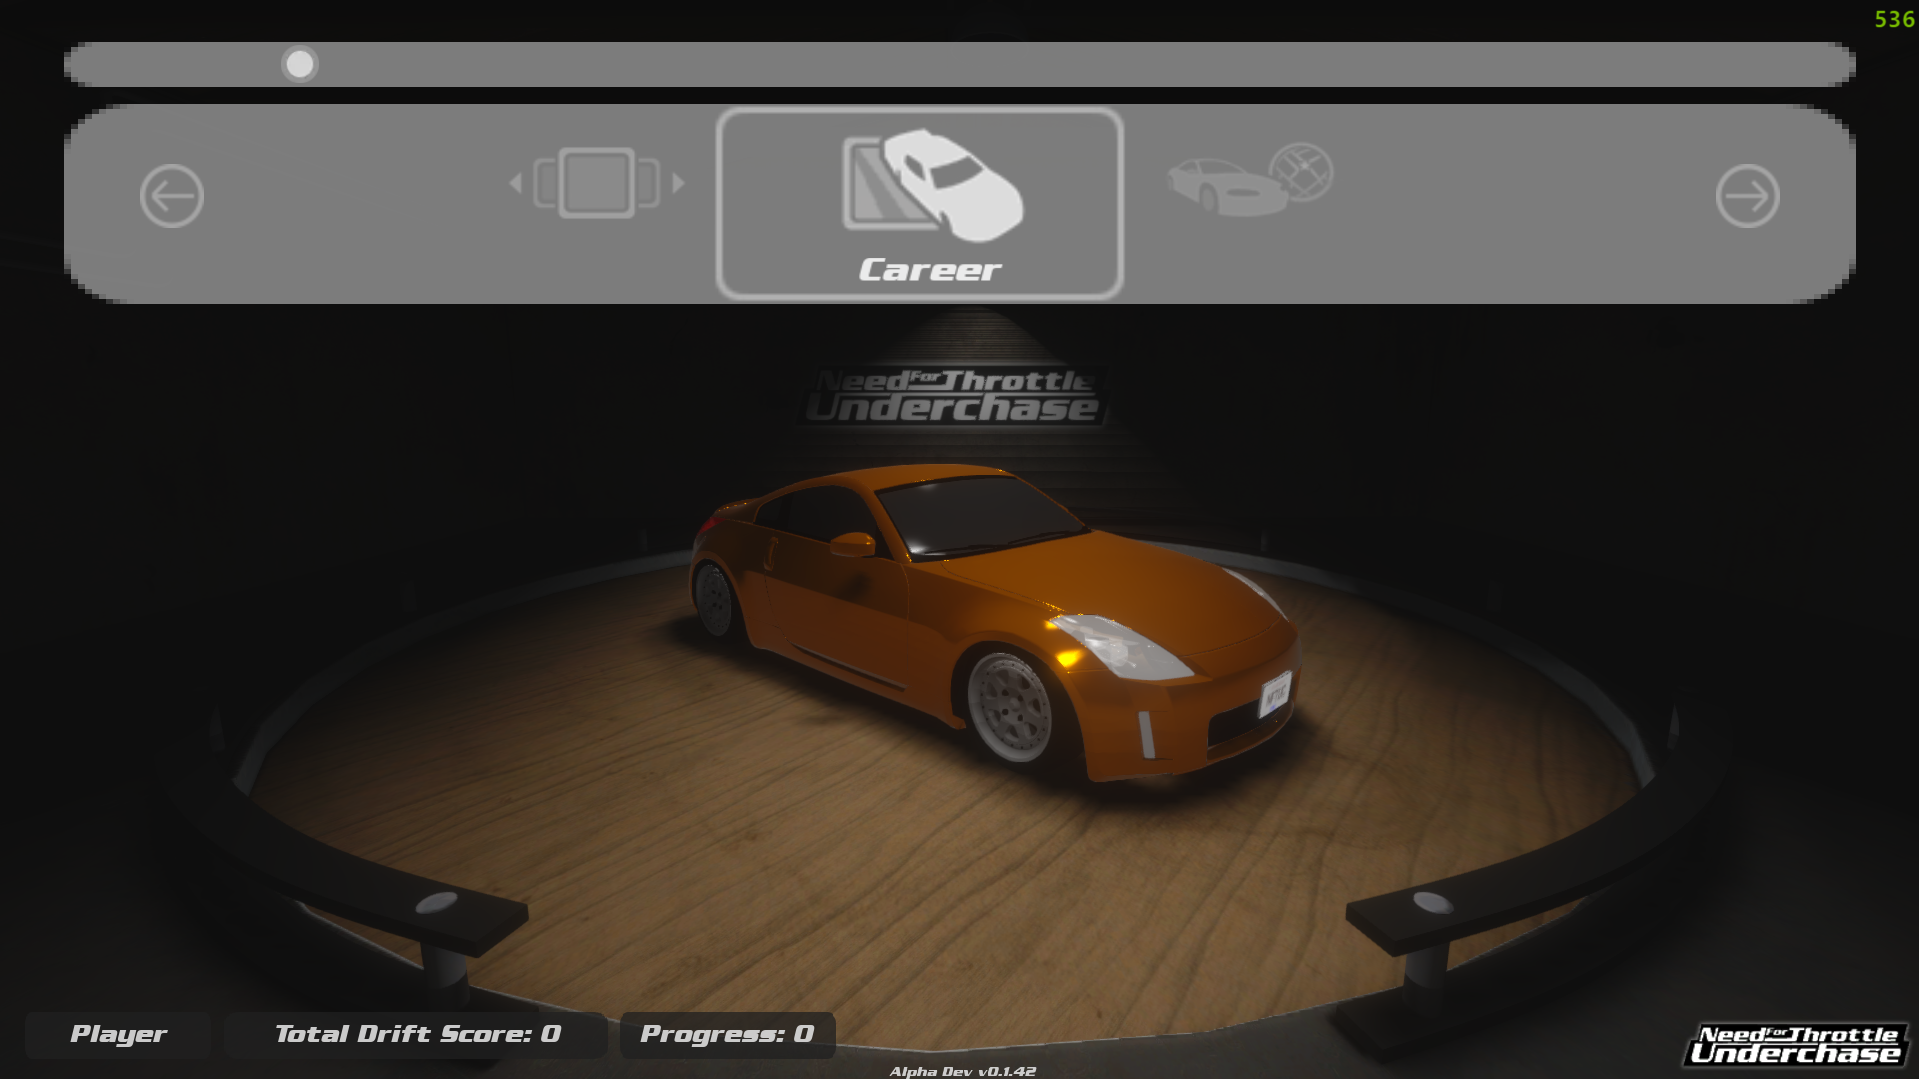 536
Career
Need For Throttle
Underchase
Player
Total Drift Score: 0
Progress: 0
Alpha Dev v0.1.42
Need For Throttle
Underchase